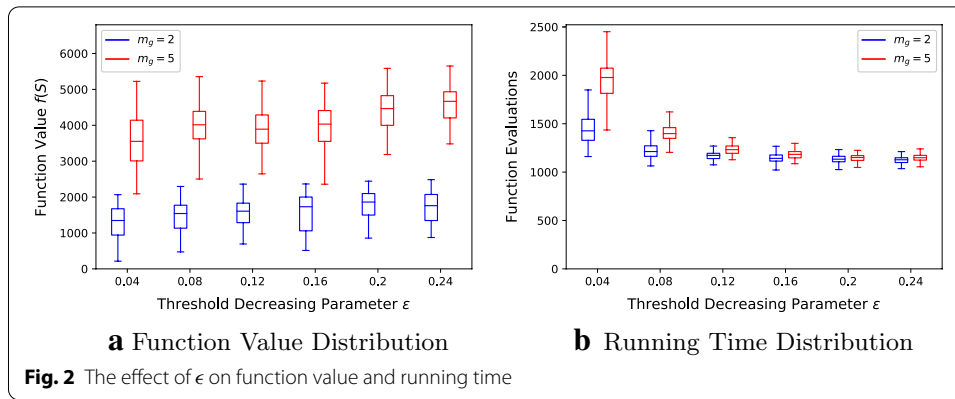 m_g = 2
m_g = 5
6000
5000
4000
3000
2000
1000
0
Function Value f(S)
0.04 0.08 0.12 0.16 0.2 0.24
Threshold Decreasing Parameter ε
a Function Value Distribution
m_g = 2
m_g = 5
2500
2000
1500
1000
500
0
Function Evaluations
0.04 0.08 0.12 0.16 0.2 0.24
Threshold Decreasing Parameter ε
b Running Time Distribution
Fig. 2 The effect of ϵ on function value and running time